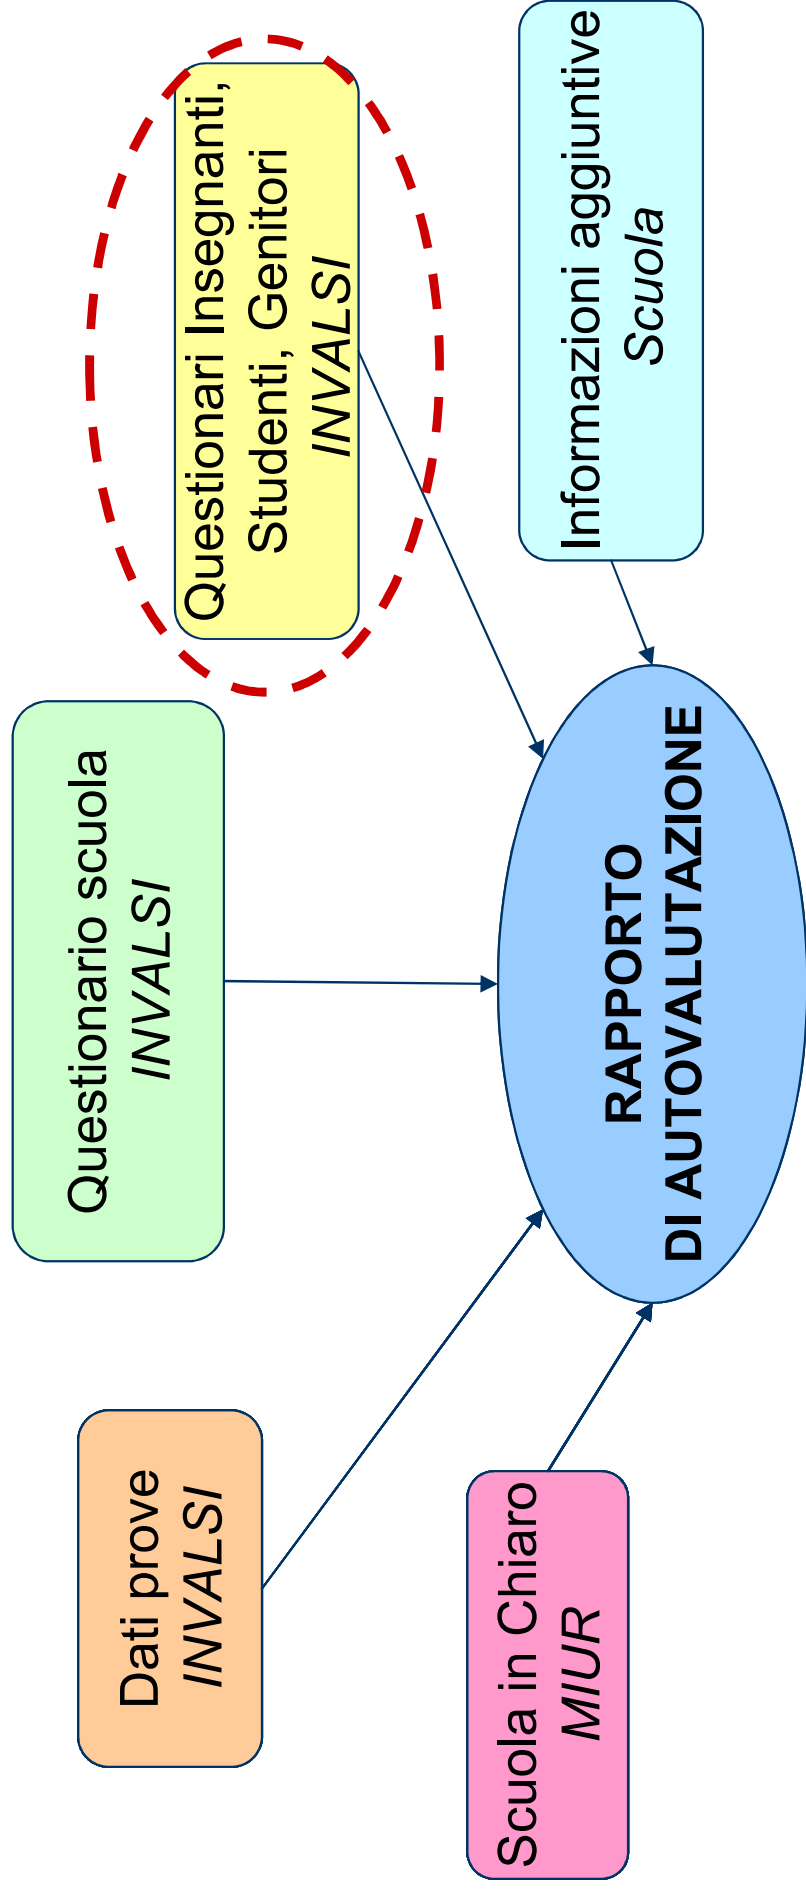 Questionario scuola
INVALSI
Dati prove
INVALSI
Questionari Insegnanti,
Studenti, Genitori
INVALSI
Scuola in Chiaro
MIUR
RAPPORTO
DI AUTOVALUTAZIONE
Informazioni aggiuntive
Scuola